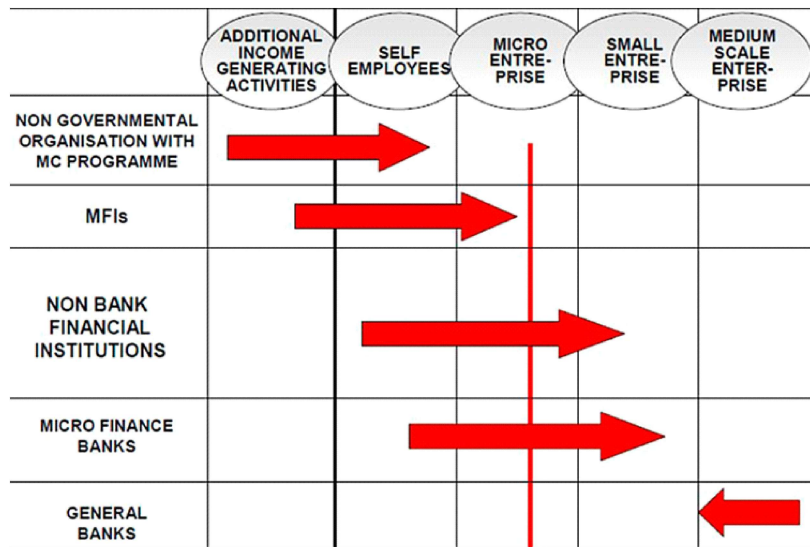 ADDITIONAL
INCOME
GENERATING
ACTIVITIES
SELF
EMPLOYEES
MICRO
ENTRE-
PRISE
SMALL
ENTRE-
PRISE
MEDIUM
SCALE
ENTER-
PRISE
NON GOVERNMENTAL
ORGANISATION WITH
MC PROGRAMME
MFIs
NON BANK
FINANCIAL
INSTITUTIONS
MICRO FINANCE
BANKS
GENERAL
BANKS